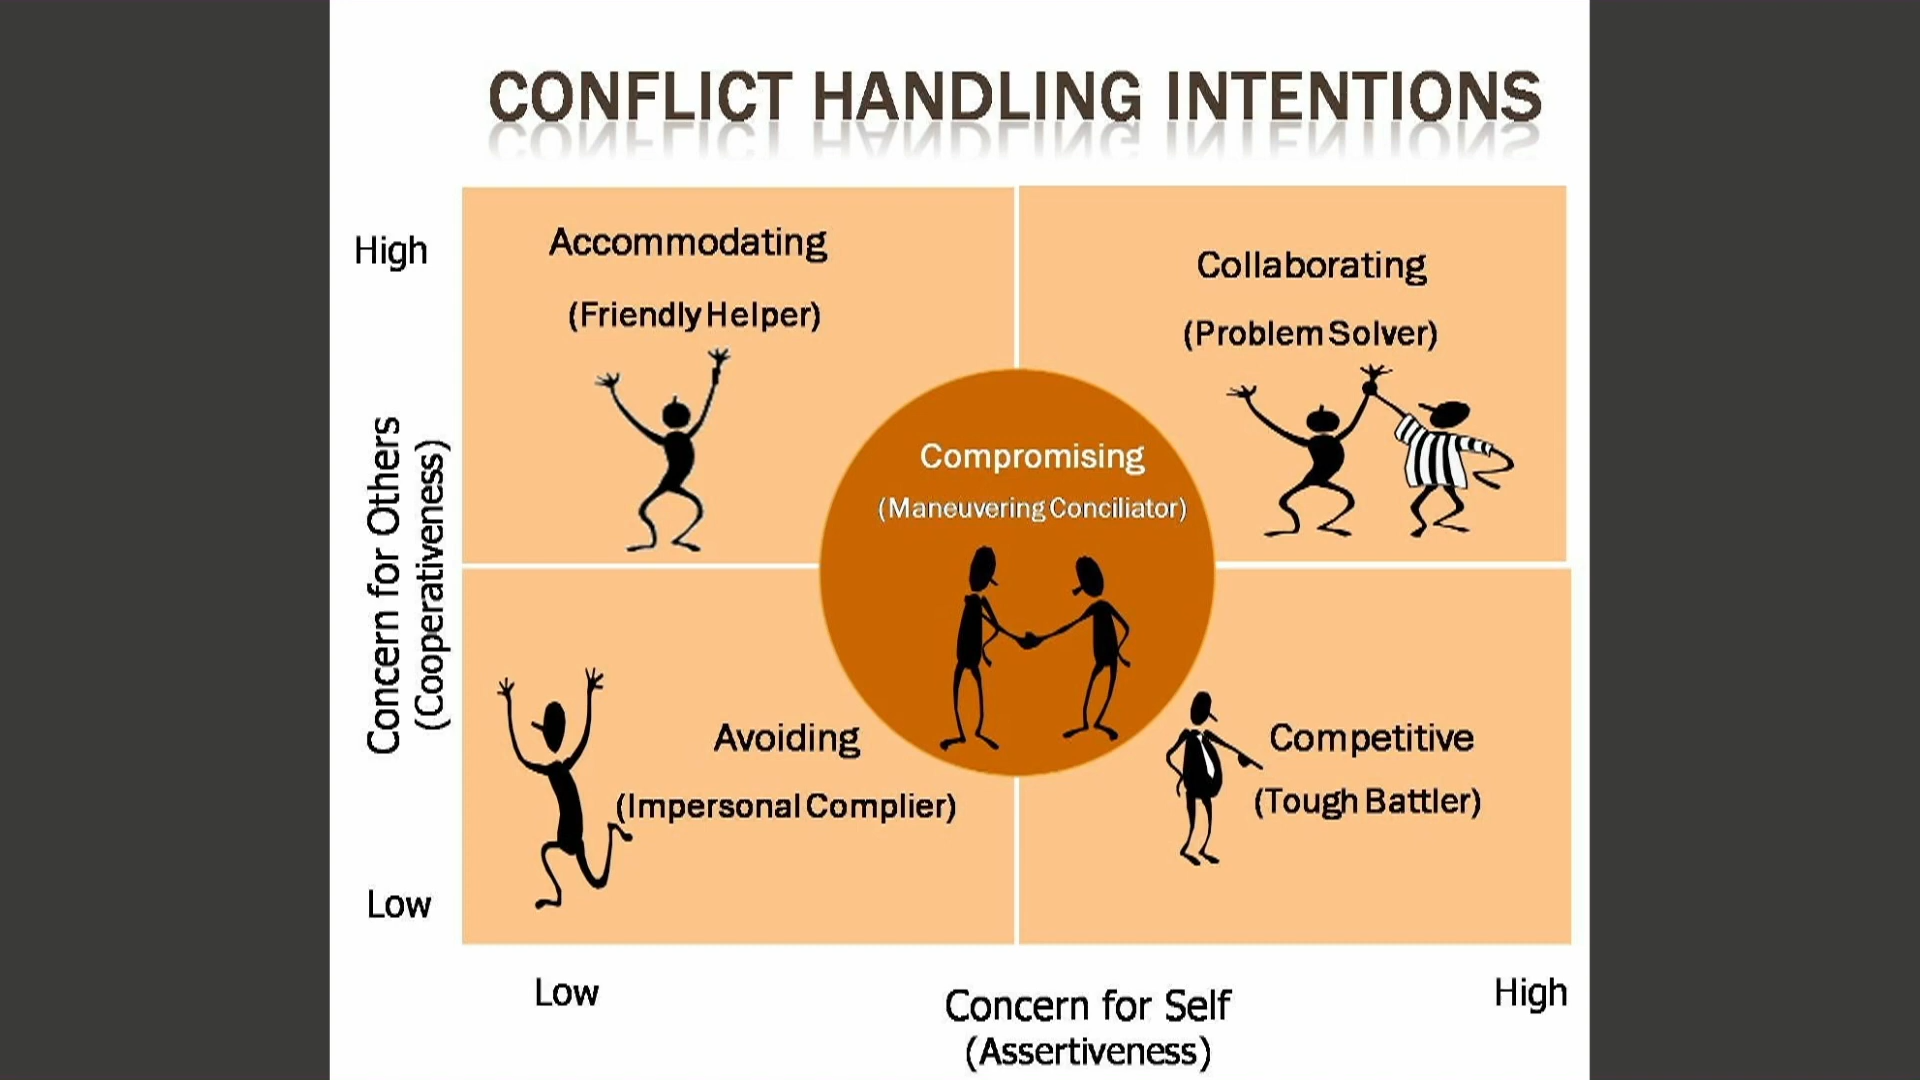 CONFLICT HANDLING INTENTIONS
High
Accommodating
(Friendly Helper)
Collaborating
(Problem Solver)
Compromising
(Maneuvering Conciliator)
Concern for Others
(Cooperativeness)
Avoiding
(Impersonal Complier)
Competitive
(Tough Battler)
Low
Low
Concern for Self
(Assertiveness)
High